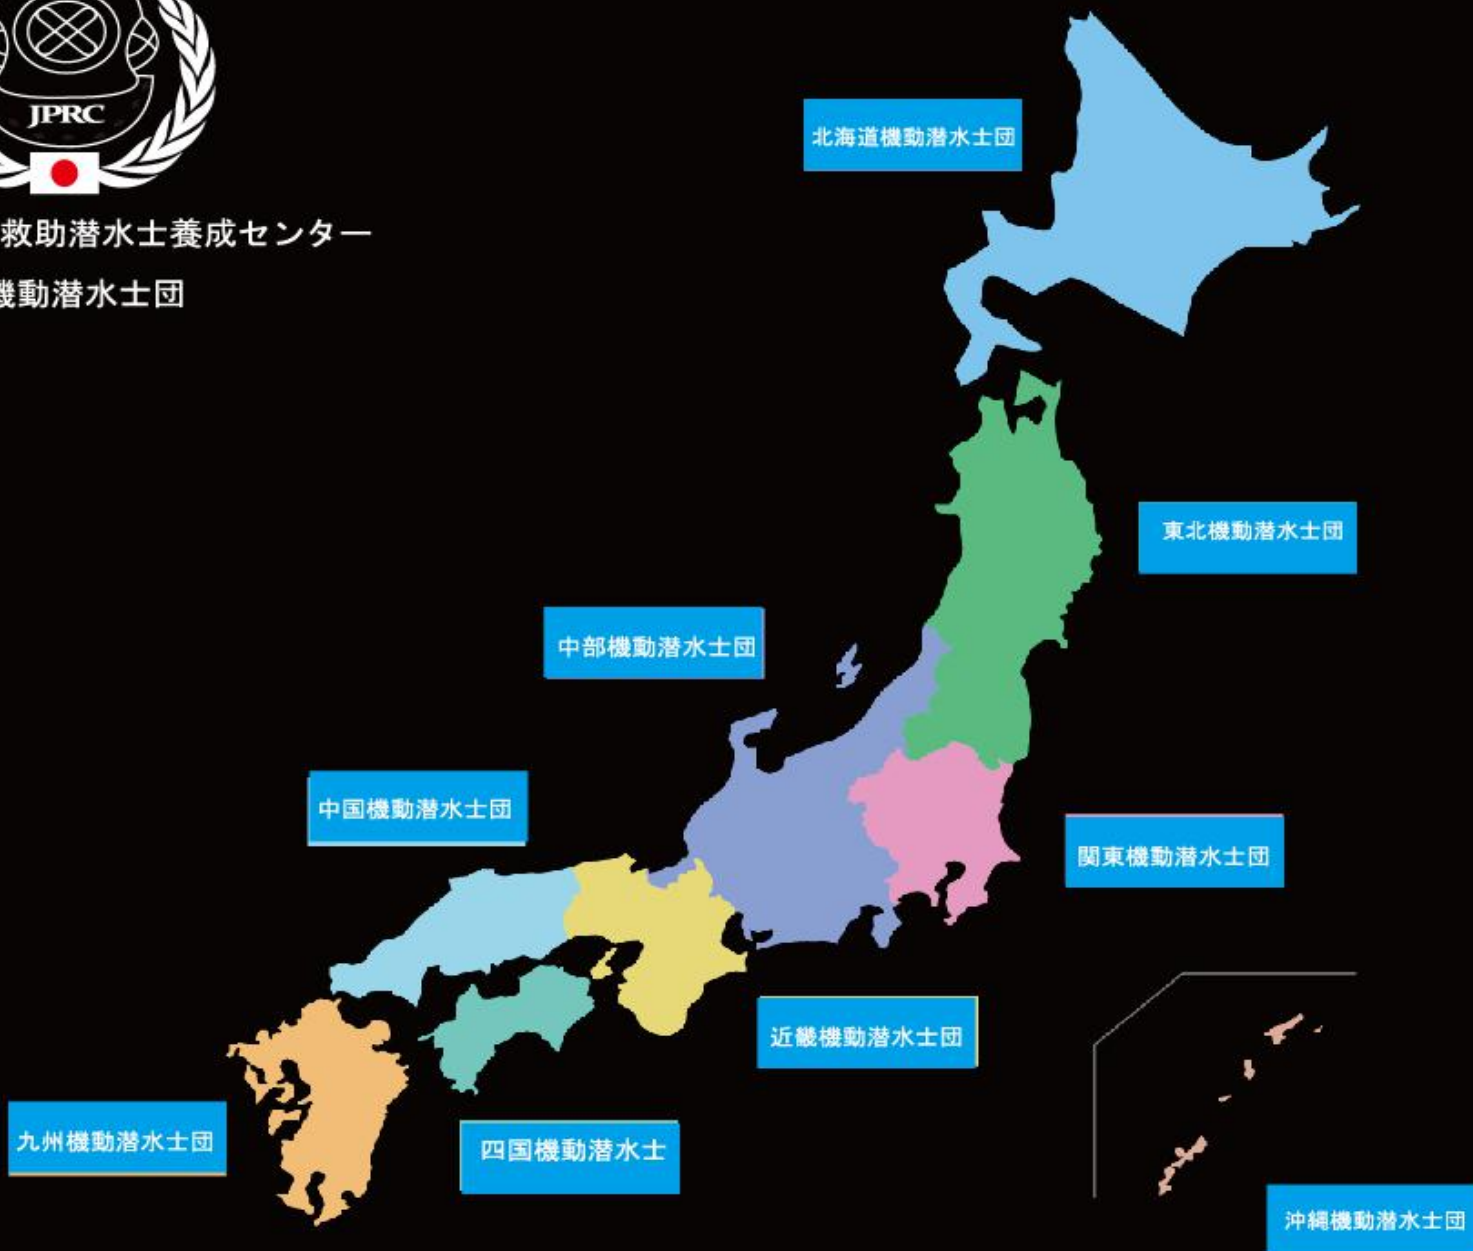 JPRC
救助潜水士養成センター
機動潜水士団
北海道機動潜水士団
東北機動潜水士団
中部機動潜水士団
中国機動潜水士団
関東機動潜水士団
近畿機動潜水士団
九州機動潜水士団
四国機動潜水士
沖縄機動潜水士団